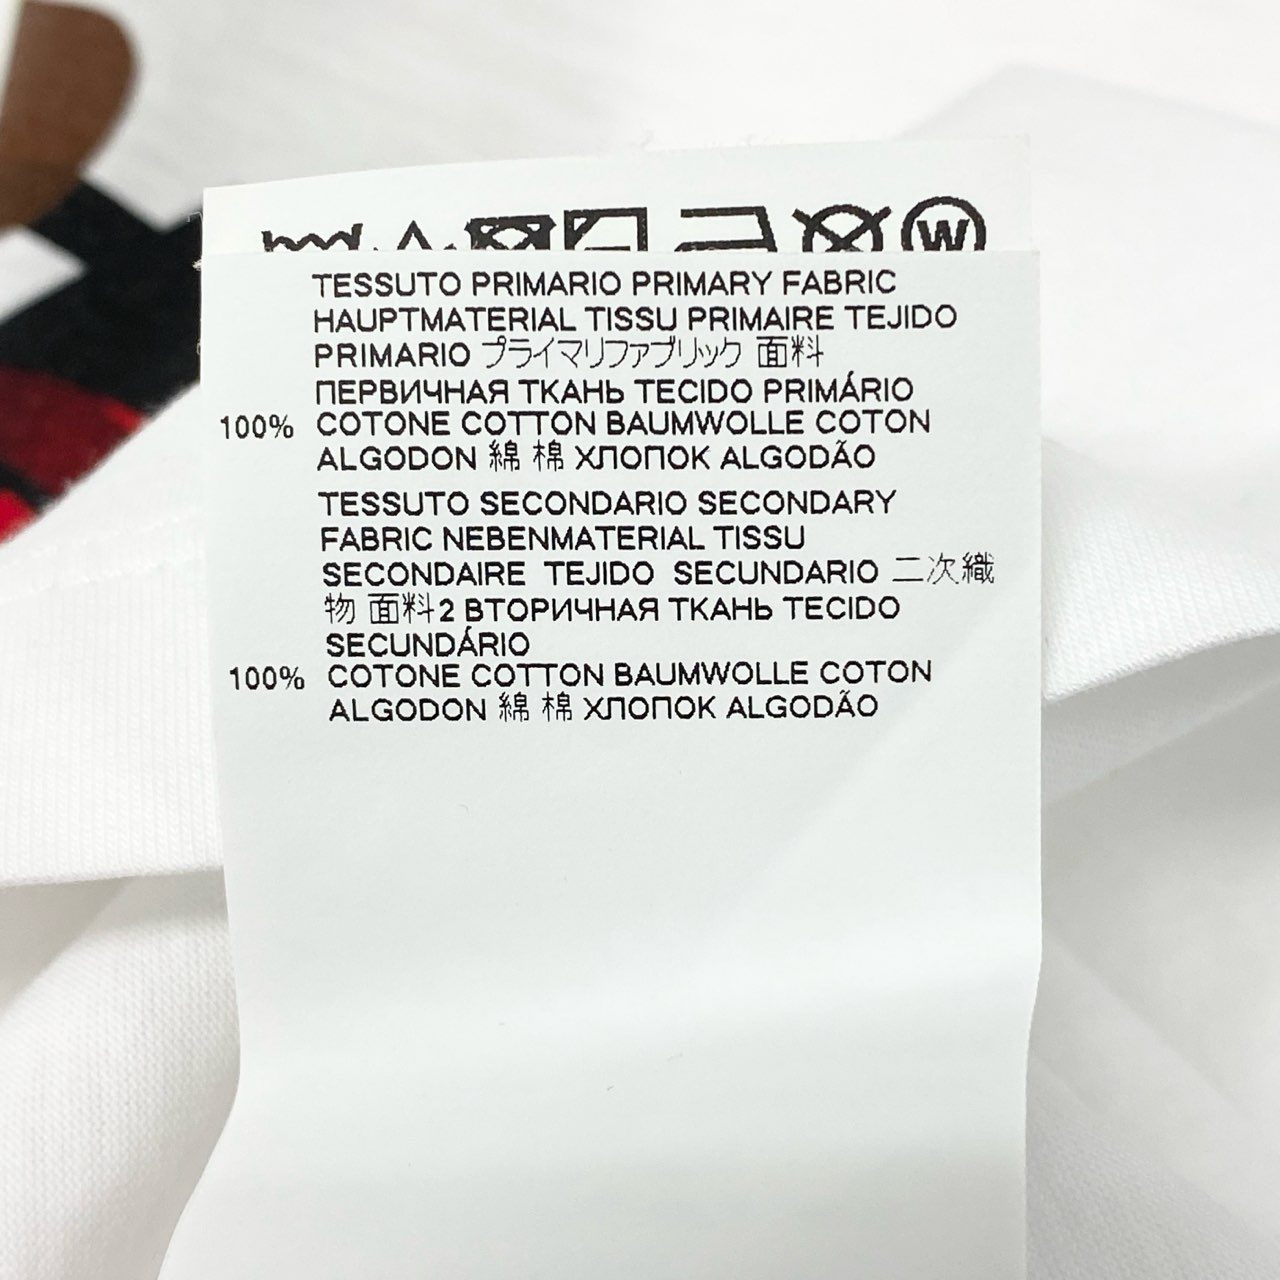 W
TESSUTO PRIMARIO PRIMARY FABRIC
HAUPTMATERIAL TISSU PRIMAIRE TEJIDO
PRIMARIO プライマリファブリック 面料
ПЕРВИЧНАЯ ТКАНЬ TECIDO PRIMÁRIO
100% COTONE COTTON BAUMWOLLE COTON
ALGODON 綿 棉 ХЛОПОК ALGODÃO
TESSUTO SECONDARIO SECONDARY
FABRIC NEBENMATERIAL TISSU
SECONDAIRE TEJIDO SECUNDARIO 二次織
物 面料2 ВТОРИЧНАЯ ТКАНЬ TECIDO
SECUNDÁRIO
100% COTONE COTTON BAUMWOLLE COTON
ALGODON 綿 棉 ХЛОПОК ALGODÃO